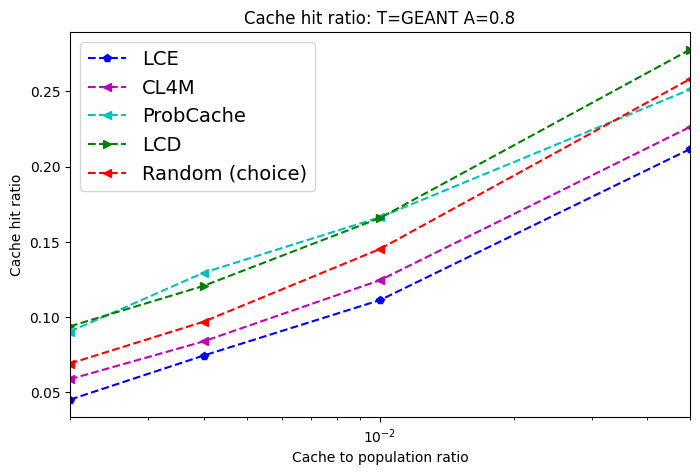 Cache hit ratio: T=GEANT A=0.8
LCE
CL4M
ProbCache
LCD
Random (choice)
Cache hit ratio
0.25
0.20
0.15
0.10
0.05
10⁻²
Cache to population ratio